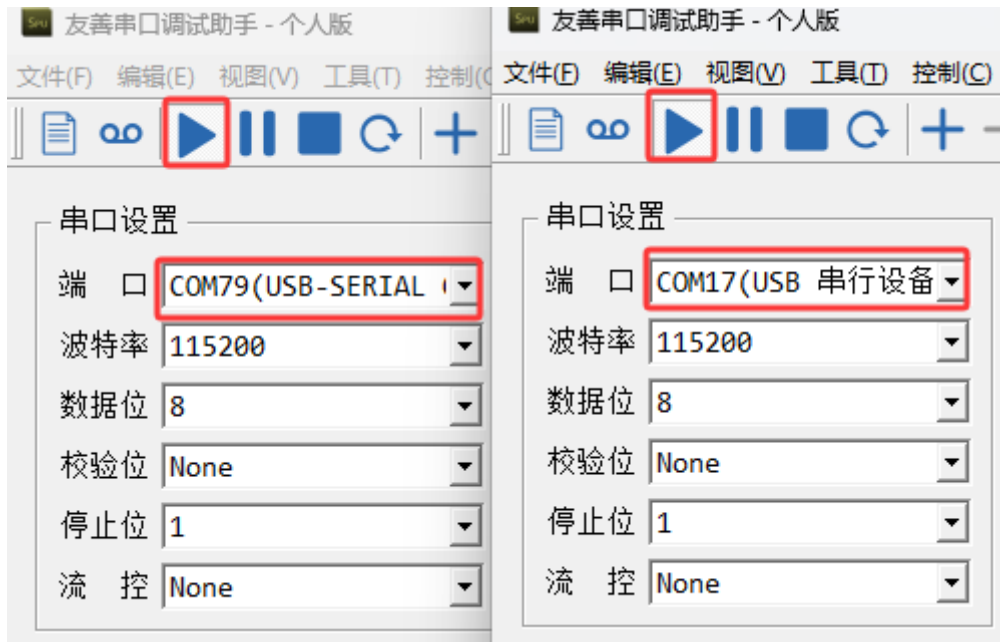 友善串口调试助手 - 个人版
文件(F) 编辑(E) 视图(V) 工具(T) 控制(
串口设置
端 口 COM79(USB-SERIAL
波特率 115200
数据位 8
校验位 None
停止位 1
流 控 None
友善串口调试助手 - 个人版
文件(F) 编辑(E) 视图(V) 工具(T) 控制(C)
串口设置
端 口 COM17(USB 串行设备
波特率 115200
数据位 8
校验位 None
停止位 1
流 控 None